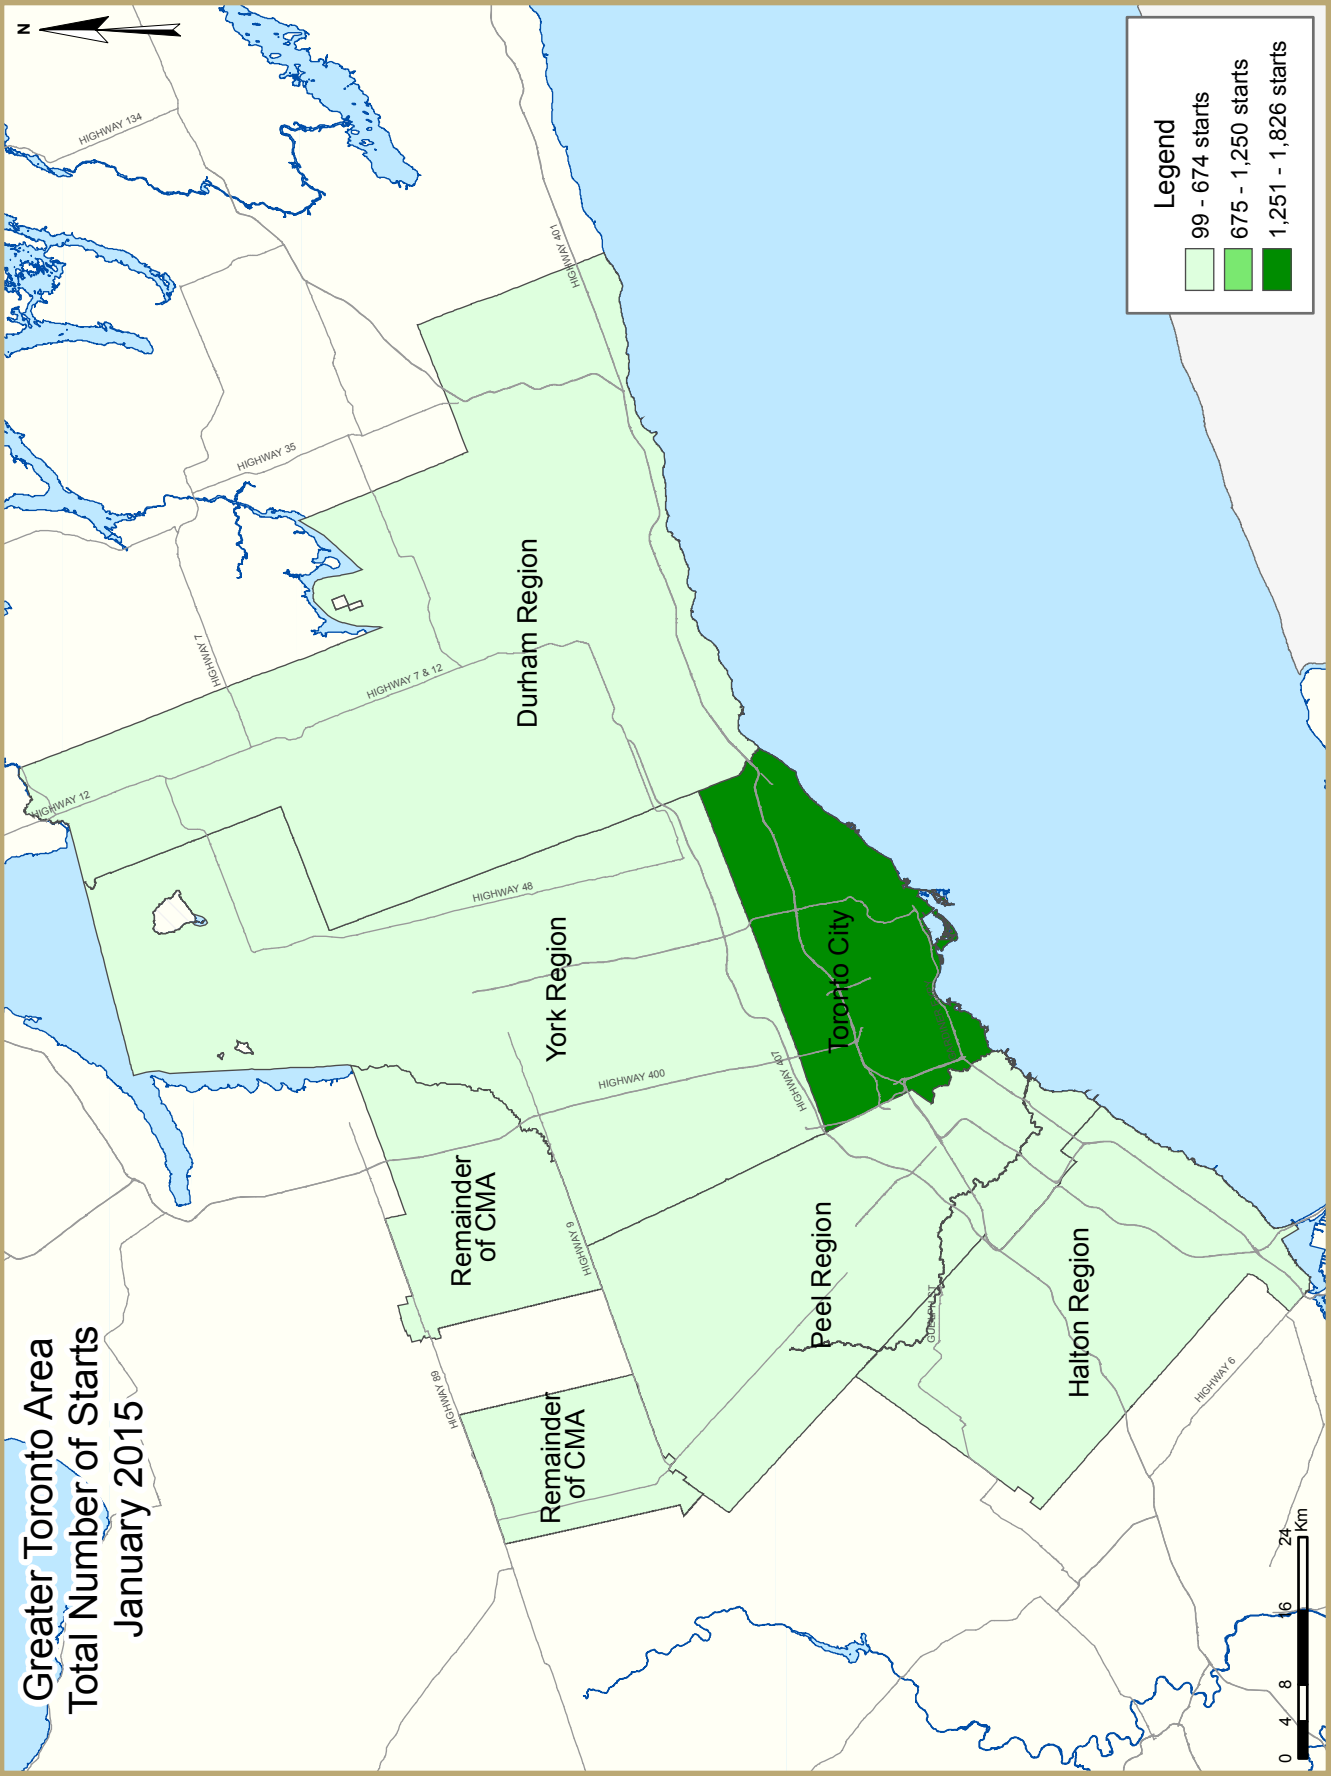 Greater Toronto Area
Total Number of Starts
January 2015
N
HIGHWAY 134
HIGHWAY 401
HIGHWAY 35
HIGHWAY 7
HIGHWAY 7 & 12
HIGHWAY 12
Durham Region
HIGHWAY 48
York Region
HIGHWAY 400
HIGHWAY 407
Toronto City
Remainder
of CMA
HIGHWAY 9
HIGHWAY 89
Remainder
of CMA
Peel Region
GUELPH ST
Halton Region
HIGHWAY 6
Legend
99 - 674 starts
675 - 1,250 starts
1,251 - 1,826 starts
0 4 8 16 24
Km